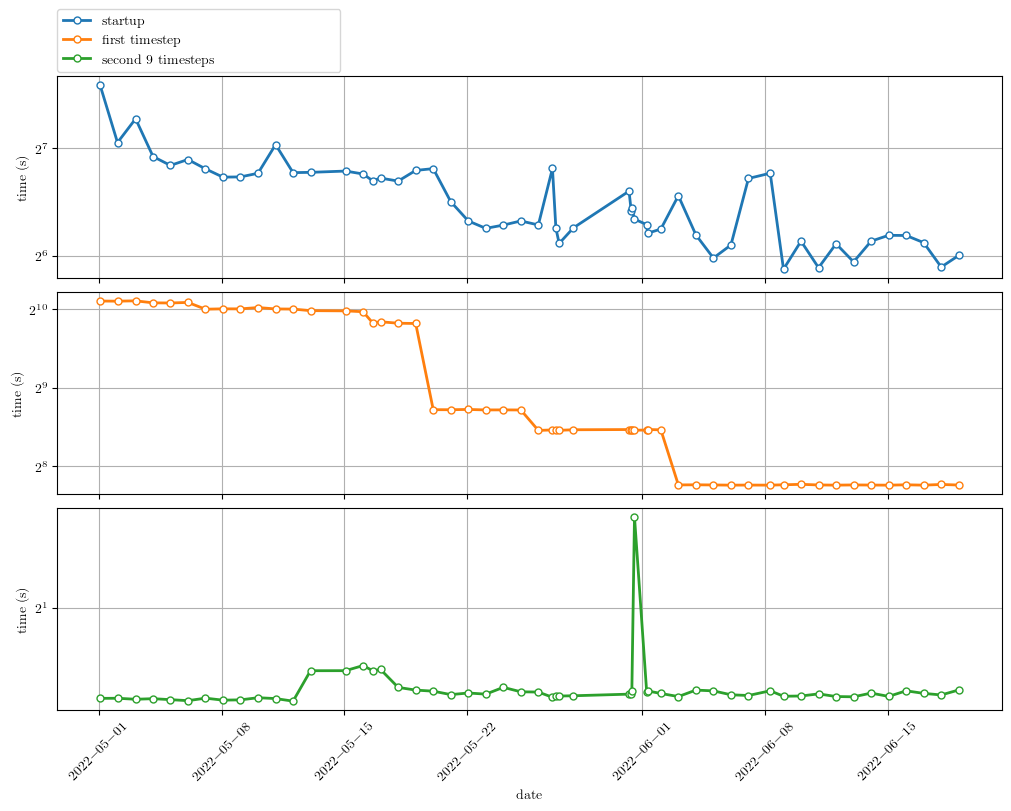 startup
first timestep
second 9 timesteps
time (s)
2^7
2^6
time (s)
2^10
2^9
2^8
time (s)
2^1
2022−05−01
2022−05−08
2022−05−15
2022−05−22
2022−06−01
2022−06−08
2022−06−15
date